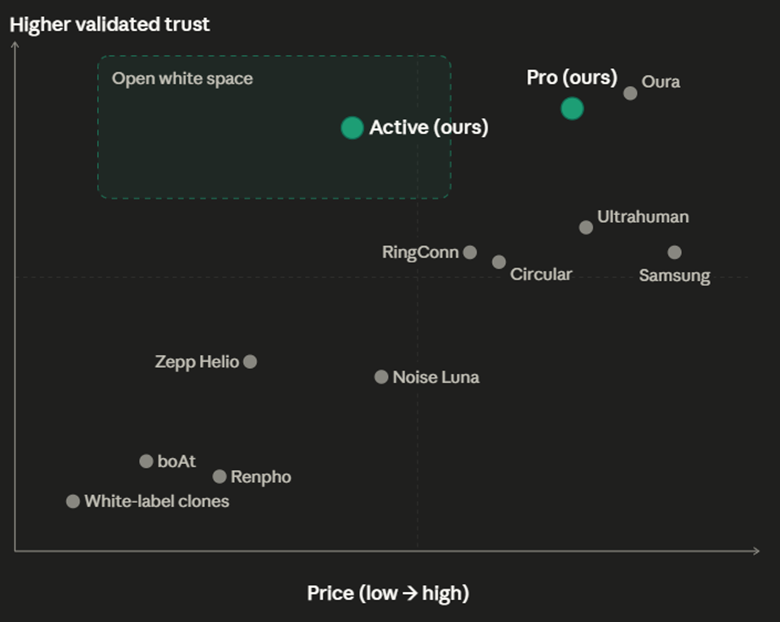 Higher validated trust
Open white space
Pro (ours)
Oura
Active (ours)
Ultrahuman
RingConn
Circular
Samsung
Zepp Helio
Noise Luna
boAt
Renpho
White-label clones
Price (low → high)